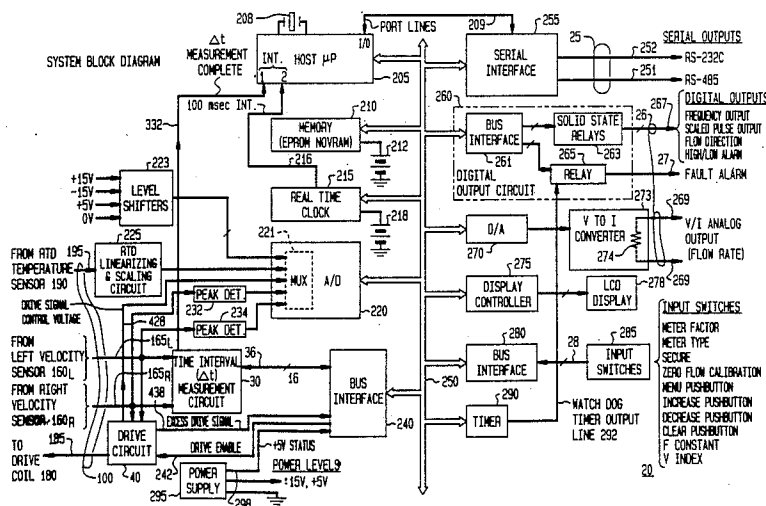 SYSTEM BLOCK DIAGRAM
208
Δt
MEASUREMENT
COMPLETE
INT.
1 2
HOST μP
I/O
205
PORT LINES
209
255
SERIAL
INTERFACE
25
SERIAL OUTPUTS
252
RS-232C
251
RS-485
100 msec INT.
332
210
MEMORY
(EPROM NOVRAM)
212
216
215
REAL TIME
CLOCK
218
260
BUS
INTERFACE
261
SOLID STATE
RELAYS
263
265
RELAY
DIGITAL
OUTPUT CIRCUIT
26
267
DIGITAL OUTPUTS
FREQUENCY OUTPUT
SCALED PULSE OUTPUT
FLOW DIRECTION
HIGH/LOW ALARM
27
FAULT ALARM
+15V
-15V
+5V
0V
223
LEVEL
SHIFTERS
225
FROM RTD
TEMPERATURE
SENSOR 190
195
RTD
LINEARIZING
& SCALING
CIRCUIT
221
MUX
A/D
220
D/A
270
V TO I
CONVERTER
273
274
269
269
V/I ANALOG
OUTPUT
(FLOW RATE)
DRIVE SIGNAL
CONTROL VOLTAGE
428
PEAK DET
232
234
PEAK DET
275
DISPLAY
CONTROLLER
LCD
DISPLAY
278
FROM
LEFT VELOCITY
SENSOR 160L
165L
FROM RIGHT
VELOCITY
SENSOR 160R
165R
438
TIME INTERVAL
(Δt)
MEASUREMENT
CIRCUIT
30
36
16
BUS
INTERFACE
240
250
280
BUS
INTERFACE
28
285
INPUT
SWITCHES
INPUT SWITCHES
METER FACTOR
METER TYPE
SECURE
ZERO FLOW CALIBRATION
MENU PUSHBUTTON
INCREASE PUSHBUTTON
DECREASE PUSHBUTTON
CLEAR PUSHBUTTON
F CONSTANT
V INDEX
290
TIMER
WATCH DOG
TIMER OUTPUT
LINE 292
EXCESS DRIVE SIGNAL
TO
DRIVE
COIL 180
185
100
DRIVE
CIRCUIT
40
DRIVE ENABLE
242
+5V STATUS
POWER
SUPPLY
295
298
POWER LEVELS
±15V, +5V
20